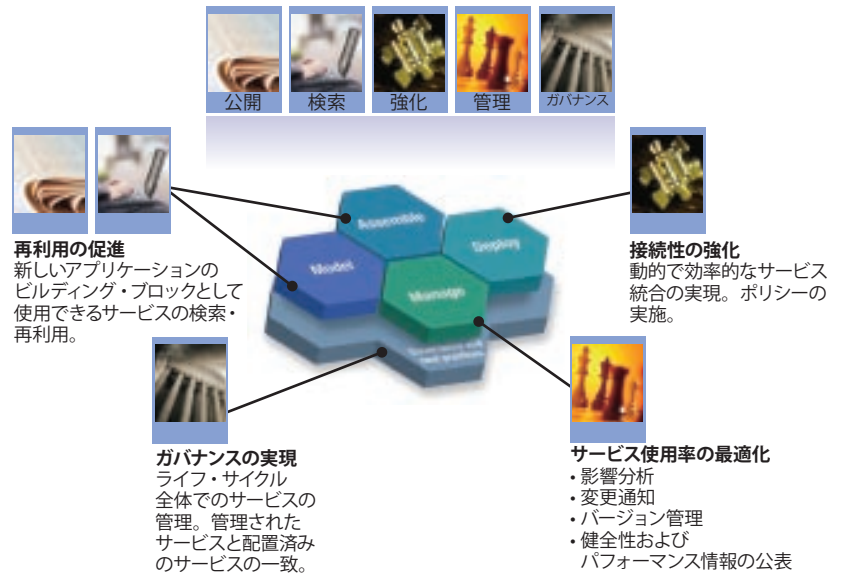 公開
検索
強化
管理
ガバナンス
Assemble
Model
Deploy
Manage
再利用の促進
新しいアプリケーションの
ビルディング・ブロックとして
使用できるサービスの検索・
再利用。
接続性の強化
動的で効率的なサービス
統合の実現。ポリシーの
実施。
ガバナンスの実現
ライフ・サイクル
全体でのサービスの
管理。管理された
サービスと配置済み
のサービスの一致。
サービス使用率の最適化
・影響分析
・変更通知
・バージョン管理
・健全性および
パフォーマンス情報の公表